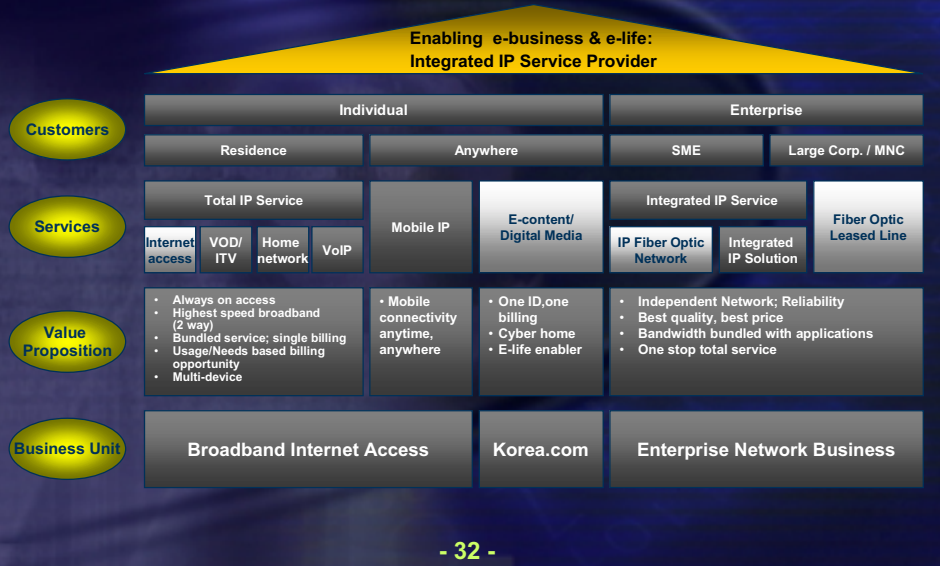 Enabling e-business & e-life:
Integrated IP Service Provider
Customers
Individual
Enterprise
Residence
Anywhere
SME
Large Corp. / MNC
Services
Total IP Service
Mobile IP
E-content/
Digital Media
Integrated IP Service
Fiber Optic
Leased Line
Internet
access
VOD/
ITV
Home
network
VoIP
IP Fiber Optic
Network
Integrated
IP Solution
Value
Proposition
• Always on access
• Highest speed broadband
(2 way)
• Bundled service; single billing
• Usage/Needs based billing
opportunity
• Multi-device
• Mobile
connectivity
anytime,
anywhere
• One ID,one
billing
• Cyber home
• E-life enabler
• Independent Network; Reliability
• Best quality, best price
• Bandwidth bundled with applications
• One stop total service
Business Unit
Broadband Internet Access
Korea.com
Enterprise Network Business
- 32 -